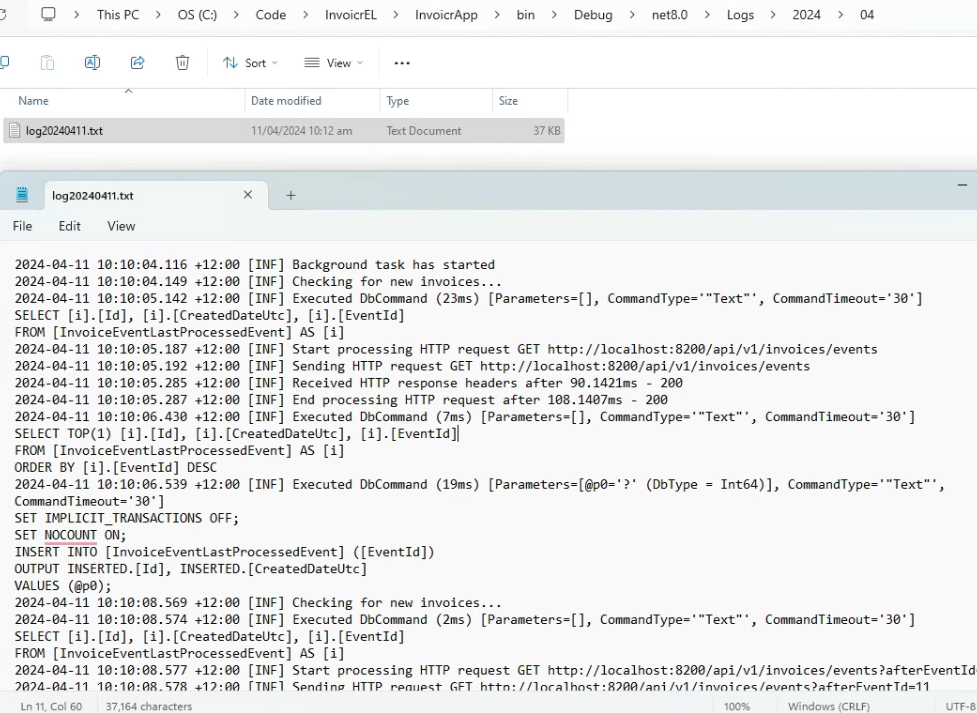 This PC > OS (C:) > Code > InvoicrEL > InvoicrApp > bin > Debug > net8.0 > Logs > 2024 > 04
Sort View ...
Name Date modified Type Size
log20240411.txt 11/04/2024 10:12 am Text Document 37 KB
log20240411.txt
File Edit View
2024-04-11 10:10:04.116 +12:00 [INF] Background task has started
2024-04-11 10:10:04.149 +12:00 [INF] Checking for new invoices...
2024-04-11 10:10:05.142 +12:00 [INF] Executed DbCommand (23ms) [Parameters=[], CommandType='"Text"', CommandTimeout='30']
SELECT [i].[Id], [i].[CreatedDateUtc], [i].[EventId]
FROM [InvoiceEventLastProcessedEvent] AS [i]
2024-04-11 10:10:05.187 +12:00 [INF] Start processing HTTP request GET http://localhost:8200/api/v1/invoices/events
2024-04-11 10:10:05.192 +12:00 [INF] Sending HTTP request GET http://localhost:8200/api/v1/invoices/events
2024-04-11 10:10:05.285 +12:00 [INF] Received HTTP response headers after 90.1421ms - 200
2024-04-11 10:10:05.287 +12:00 [INF] End processing HTTP request after 108.1407ms - 200
2024-04-11 10:10:06.430 +12:00 [INF] Executed DbCommand (7ms) [Parameters=[], CommandType='"Text"', CommandTimeout='30']
SELECT TOP(1) [i].[Id], [i].[CreatedDateUtc], [i].[EventId]
FROM [InvoiceEventLastProcessedEvent] AS [i]
ORDER BY [i].[EventId] DESC
2024-04-11 10:10:06.539 +12:00 [INF] Executed DbCommand (19ms) [Parameters=[@p0='?' (DbType = Int64)], CommandType='"Text"',
CommandTimeout='30']
SET IMPLICIT_TRANSACTIONS OFF;
SET NOCOUNT ON;
INSERT INTO [InvoiceEventLastProcessedEvent] ([EventId])
OUTPUT INSERTED.[Id], INSERTED.[CreatedDateUtc]
VALUES (@p0);
2024-04-11 10:10:08.569 +12:00 [INF] Checking for new invoices...
2024-04-11 10:10:08.574 +12:00 [INF] Executed DbCommand (2ms) [Parameters=[], CommandType='"Text"', CommandTimeout='30']
SELECT [i].[Id], [i].[CreatedDateUtc], [i].[EventId]
FROM [InvoiceEventLastProcessedEvent] AS [i]
2024-04-11 10:10:08.577 +12:00 [INF] Start processing HTTP request GET http://localhost:8200/api/v1/invoices/events?afterEventId=
2024-04-11 10:10:08.578 +12:00 [INF] Sending HTTP request GET http://localhost:8200/api/v1/invoices/events?afterEventId=11
Ln 11, Col 60 37,164 characters 100% Windows (CRLF) UTF-8